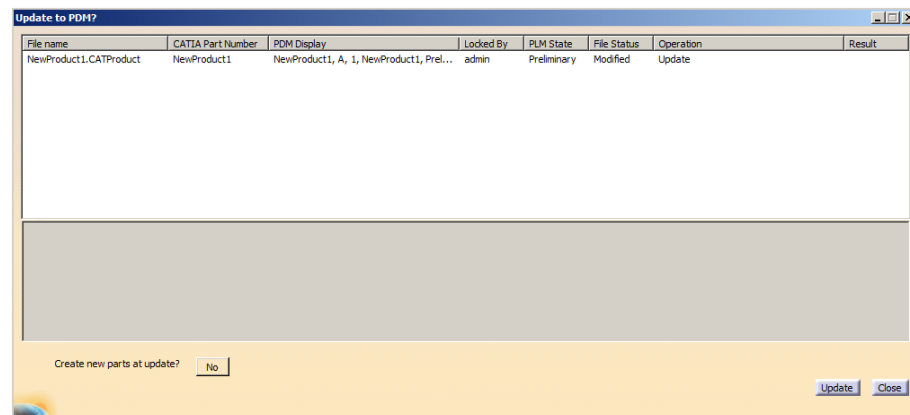 Update to PDM?
File name CATIA Part Number PDM Display Locked By PLM State File Status Operation Result
NewProduct1.CATProduct NewProduct1 NewProduct1, A, 1, NewProduct1, Prel... admin Preliminary Modified Update
Create new parts at update? No
Update Close